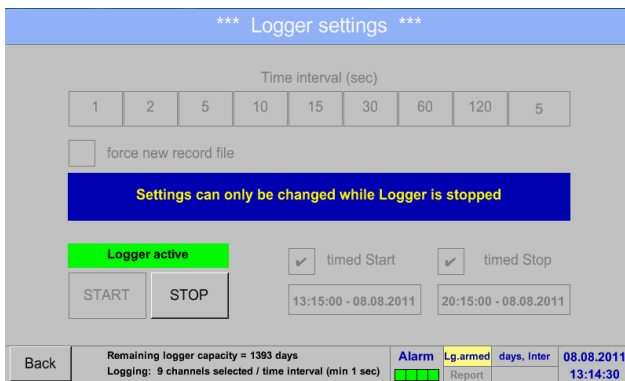 *** Logger settings ***
Time interval (sec)
1 2 5 10 15 30 60 120 5
force new record file
Settings can only be changed while Logger is stopped
Logger active
✔ timed Start ✔ timed Stop
START STOP 13:15:00 - 08.08.2011 20:15:00 - 08.08.2011
Back
Remaining logger capacity = 1393 days
Logging: 9 channels selected / time interval (min 1 sec)
Alarm Lg.armed days, Inter 08.08.2011
Report 13:14:30